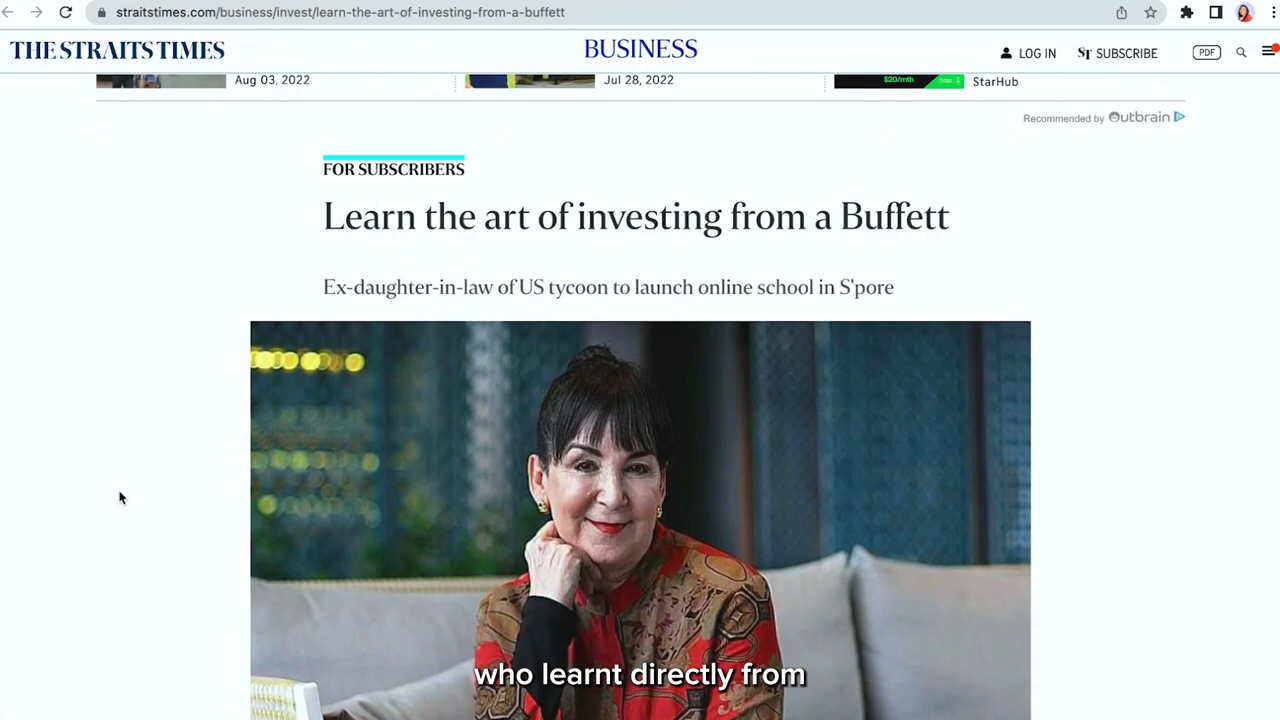 straitstimes.com/business/invest/learn-the-art-of-investing-from-a-buffett
THE STRAITS TIMES
BUSINESS
LOG IN
ST SUBSCRIBE
PDF
Aug 03, 2022
Jul 28, 2022
$20/mth
StarHub
Recommended by Outbrain
FOR SUBSCRIBERS
Learn the art of investing from a Buffett
Ex-daughter-in-law of US tycoon to launch online school in S'pore
who learnt directly from